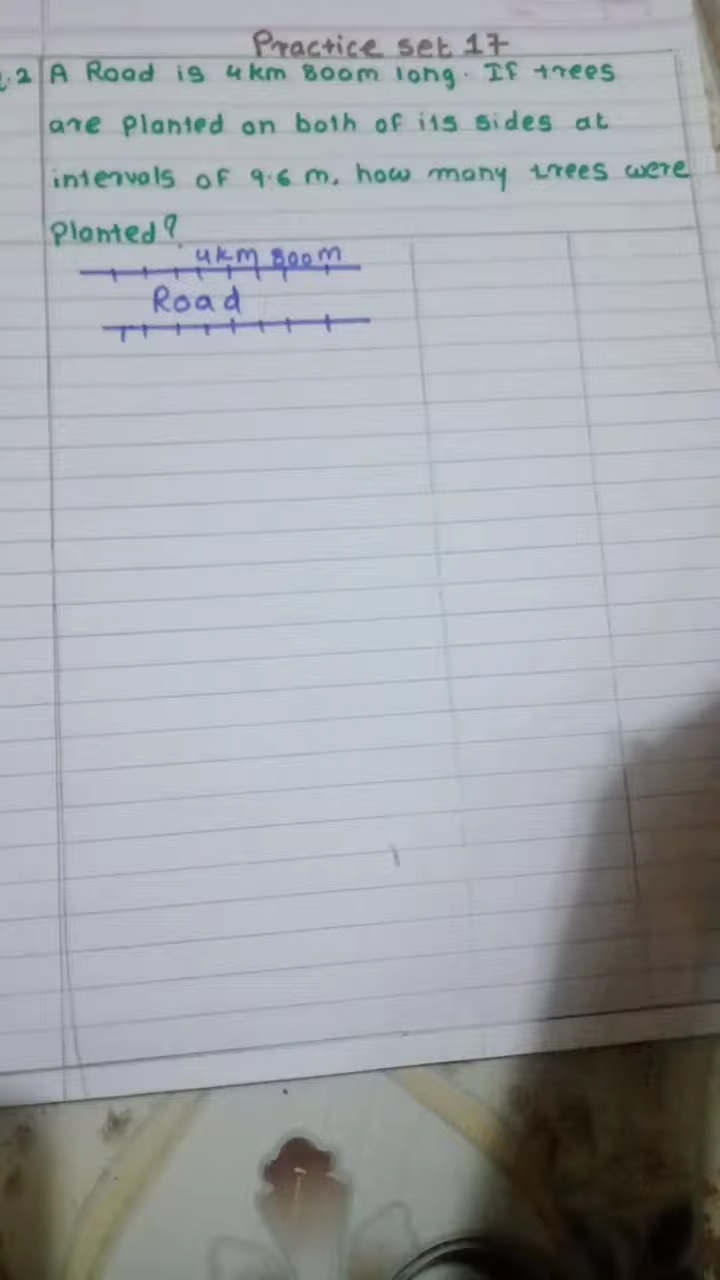 Practice set 17
.2 A Road is 4km 800m long. If trees
are planted on both of its sides at
intervals of 9.6 m, how many trees were
planted?
4km 800m
Road